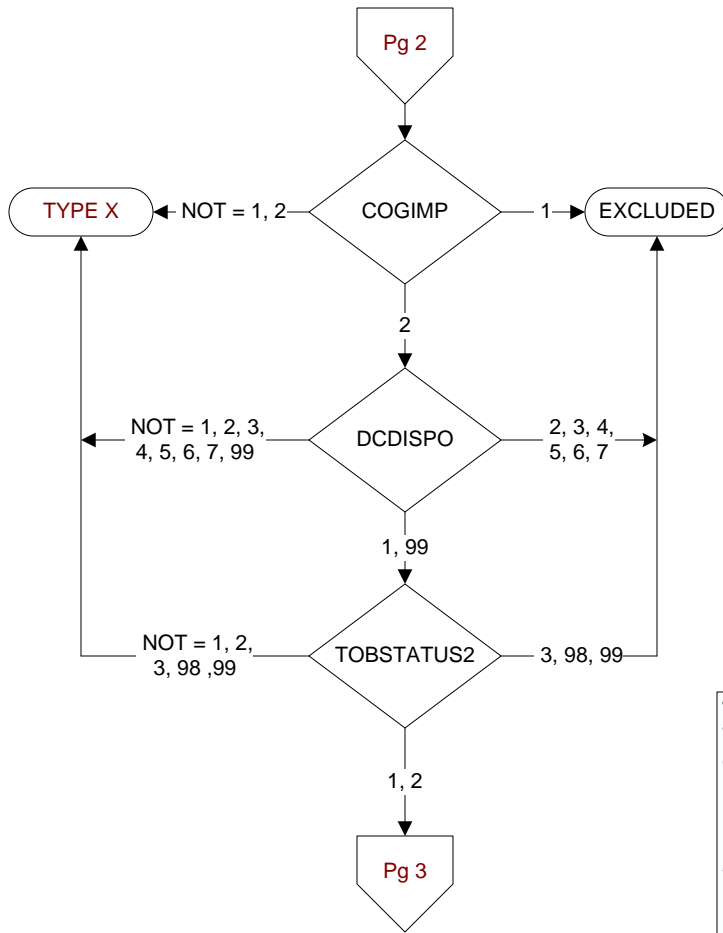 Pg 2
TYPE X
NOT = 1, 2
COGIMP
1
EXCLUDED
2
NOT = 1, 2, 3,
4, 5, 6, 7, 99
DCDISPO
2, 3, 4,
5, 6, 7
1, 99
NOT = 1, 2,
3, 98 ,99
TOBSTATUS2
3, 98, 99
1, 2
Pg 3